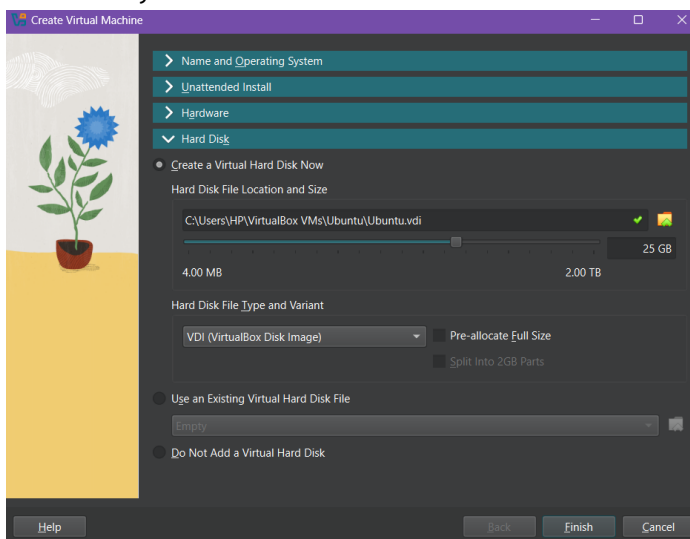 Create Virtual Machine
Name and Operating System
Unattended Install
Hardware
Hard Disk
Create a Virtual Hard Disk Now
Hard Disk File Location and Size
C:\Users\HP\VirtualBox VMs\Ubuntu\Ubuntu.vdi
25 GB
4.00 MB 2.00 TB
Hard Disk File Type and Variant
VDI (VirtualBox Disk Image) Pre-allocate Full Size
Split Into 2GB Parts
Use an Existing Virtual Hard Disk File
Empty
Do Not Add a Virtual Hard Disk
Help Back Finish Cancel